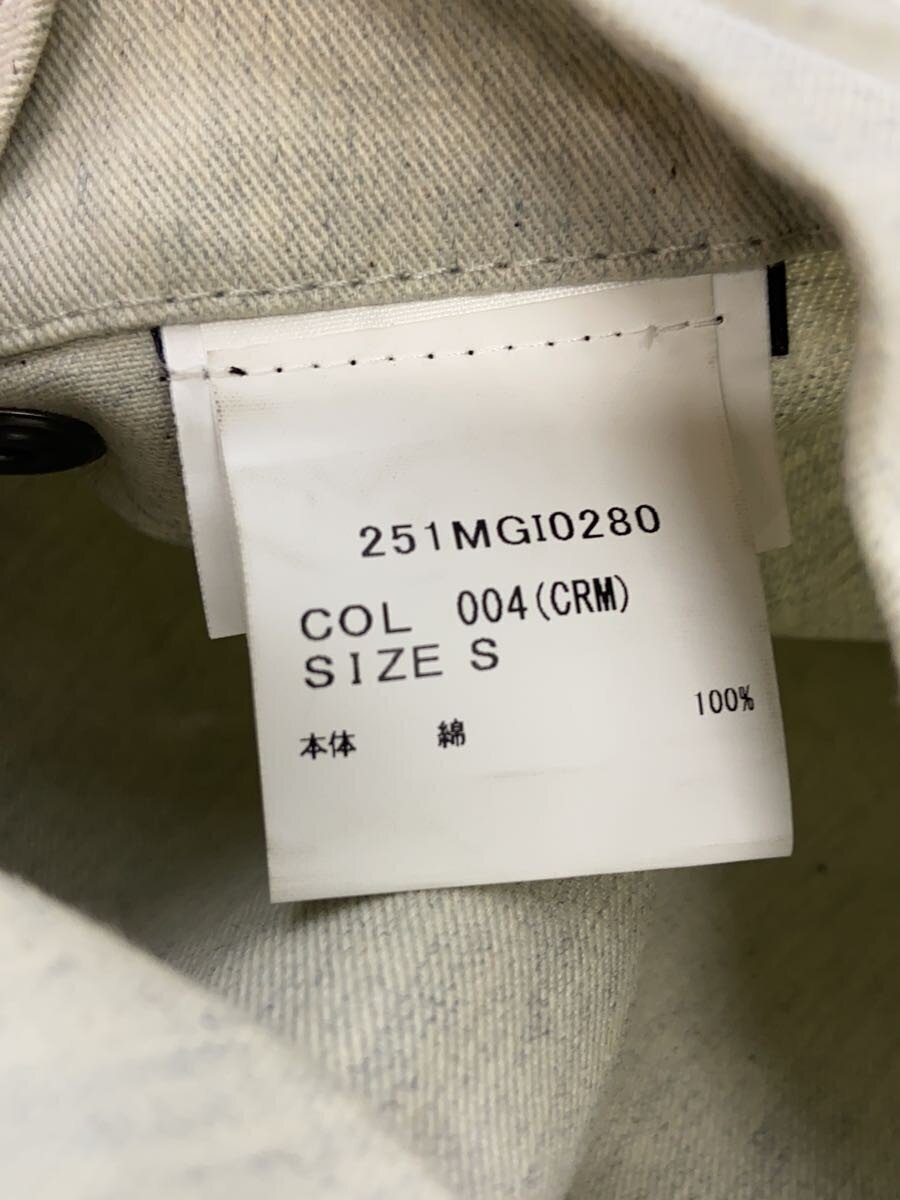 251MGI0280
COL 004(CRM)
SIZE S
本体 綿 100%